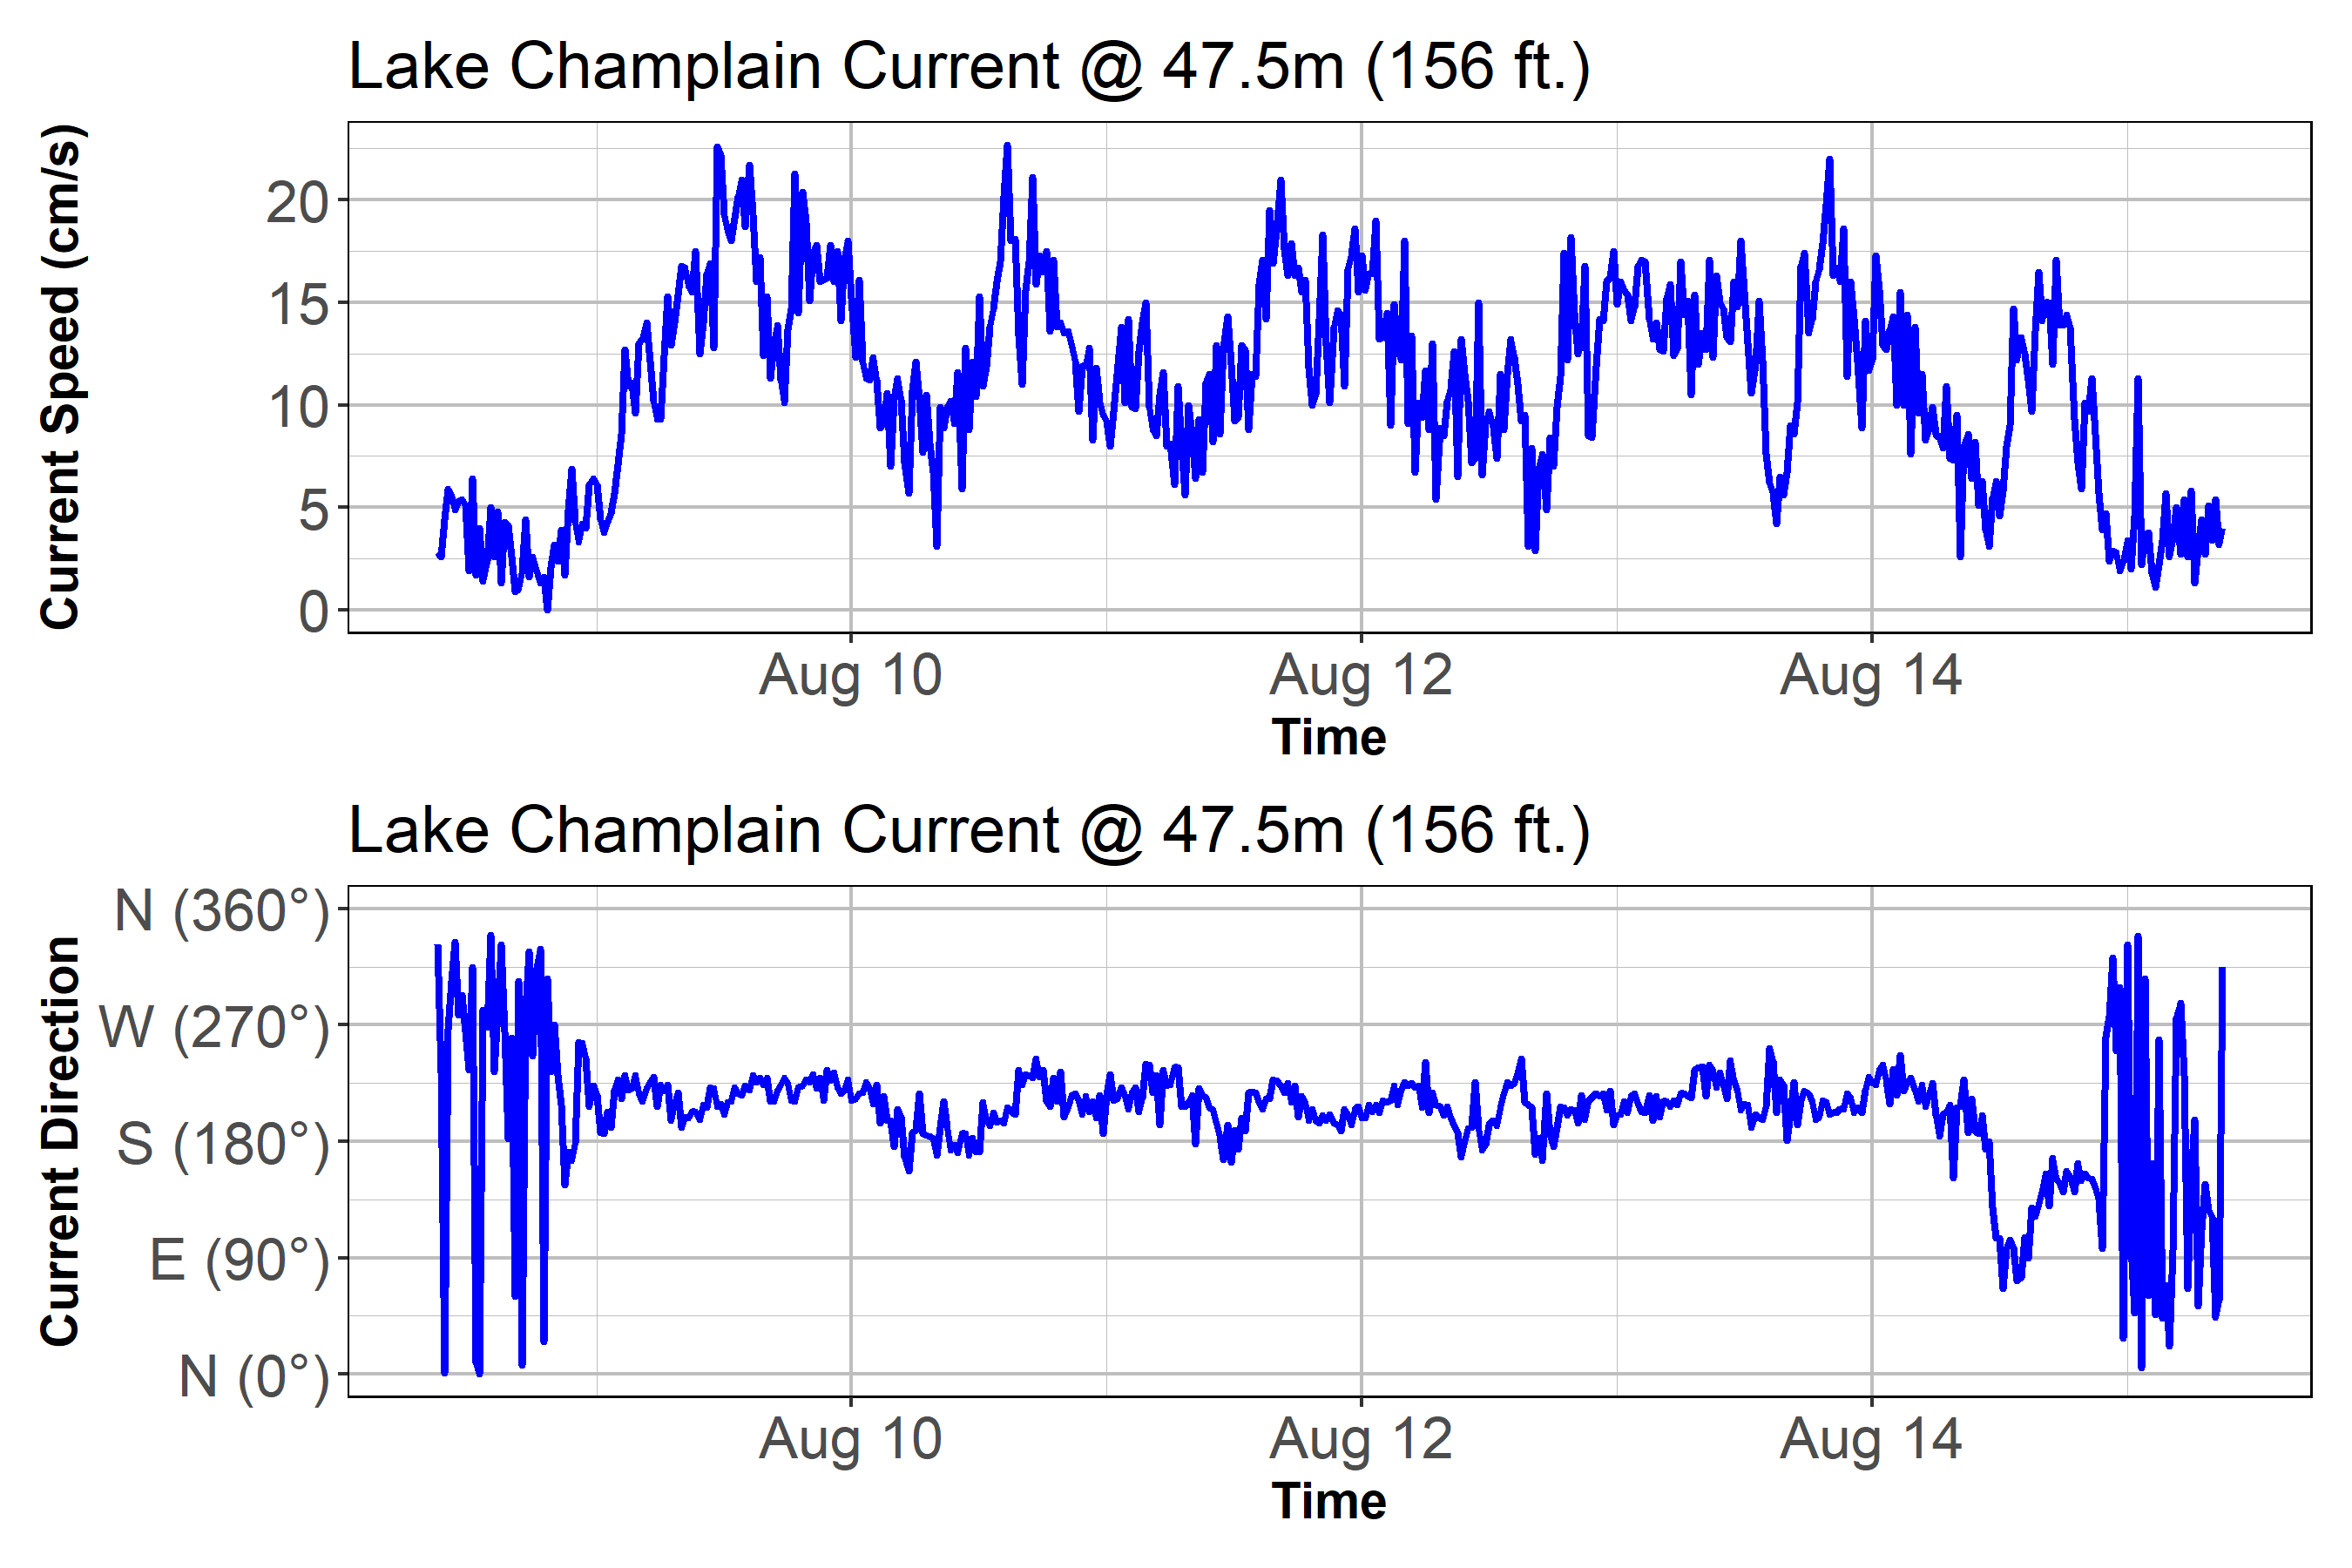 Lake Champlain Current @ 47.5m (156 ft.)
Current Speed (cm/s)
20
15
10
5
0
Aug 10 Aug 12 Aug 14
Time
Lake Champlain Current @ 47.5m (156 ft.)
Current Direction
N (360°)
W (270°)
S (180°)
E (90°)
N (0°)
Aug 10 Aug 12 Aug 14
Time